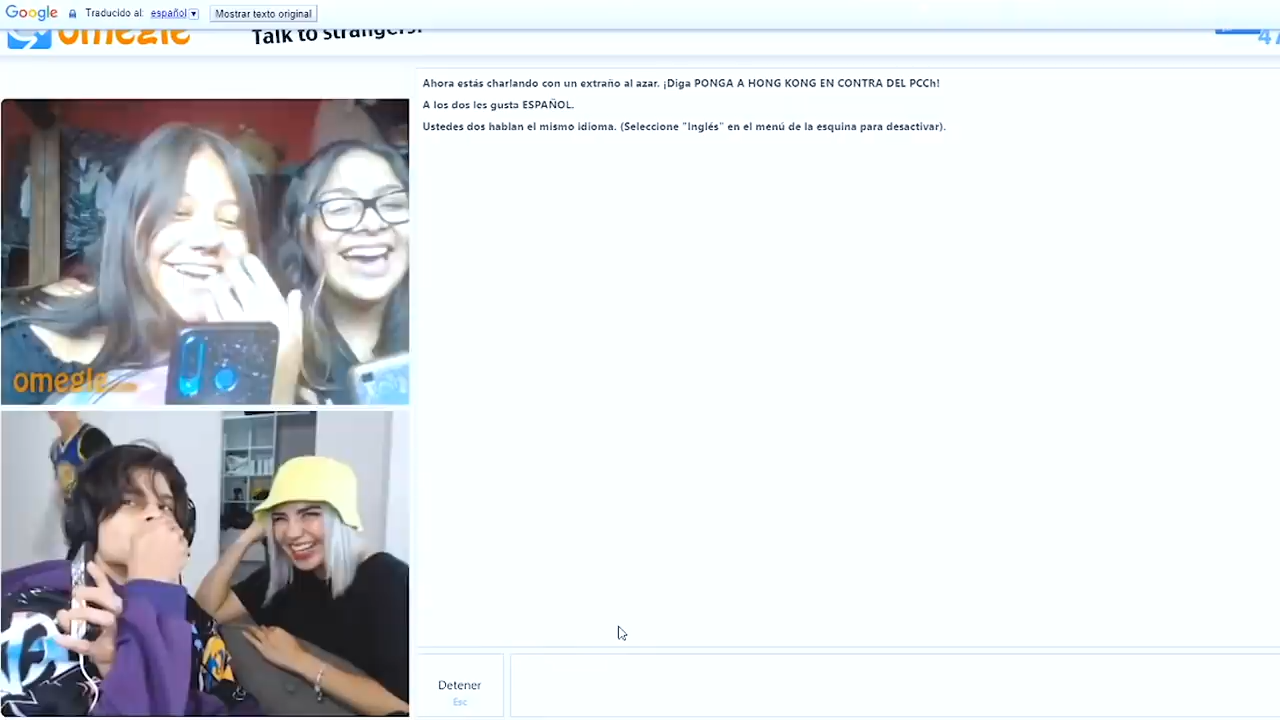 Google Traducido al: español Mostrar texto original
omegle Talk to strangers! 47
Ahora estás charlando con un extraño al azar. ¡Diga PONGA A HONG KONG EN CONTRA DEL PCCh!
A los dos les gusta ESPAÑOL.
Ustedes dos hablan el mismo idioma. (Seleccione "Inglés" en el menú de la esquina para desactivar).
omegle
Detener
Esc